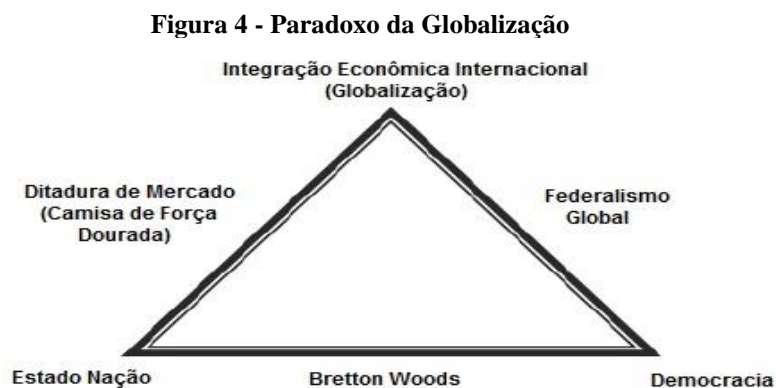 Figura 4 - Paradoxo da Globalização
Integração Econômica Internacional
(Globalização)
Ditadura de Mercado
(Camisa de Força
Dourada)
Federalismo
Global
Estado Nação
Bretton Woods
Democracia